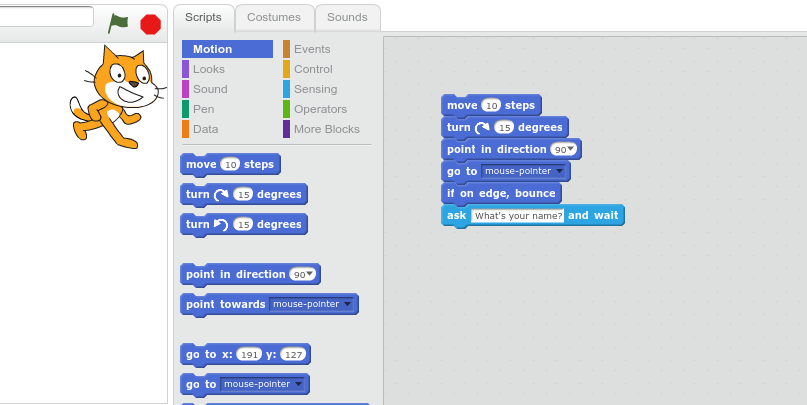 Scripts Costumes Sounds
Motion Events
Looks Control
Sound Sensing
Pen Operators
Data More Blocks
move 10 steps
turn 15 degrees
turn 15 degrees
point in direction 90
point towards mouse-pointer
go to x: 191 y: 127
go to mouse-pointer
move 10 steps
turn 15 degrees
point in direction 90
go to mouse-pointer
if on edge, bounce
ask What's your name? and wait